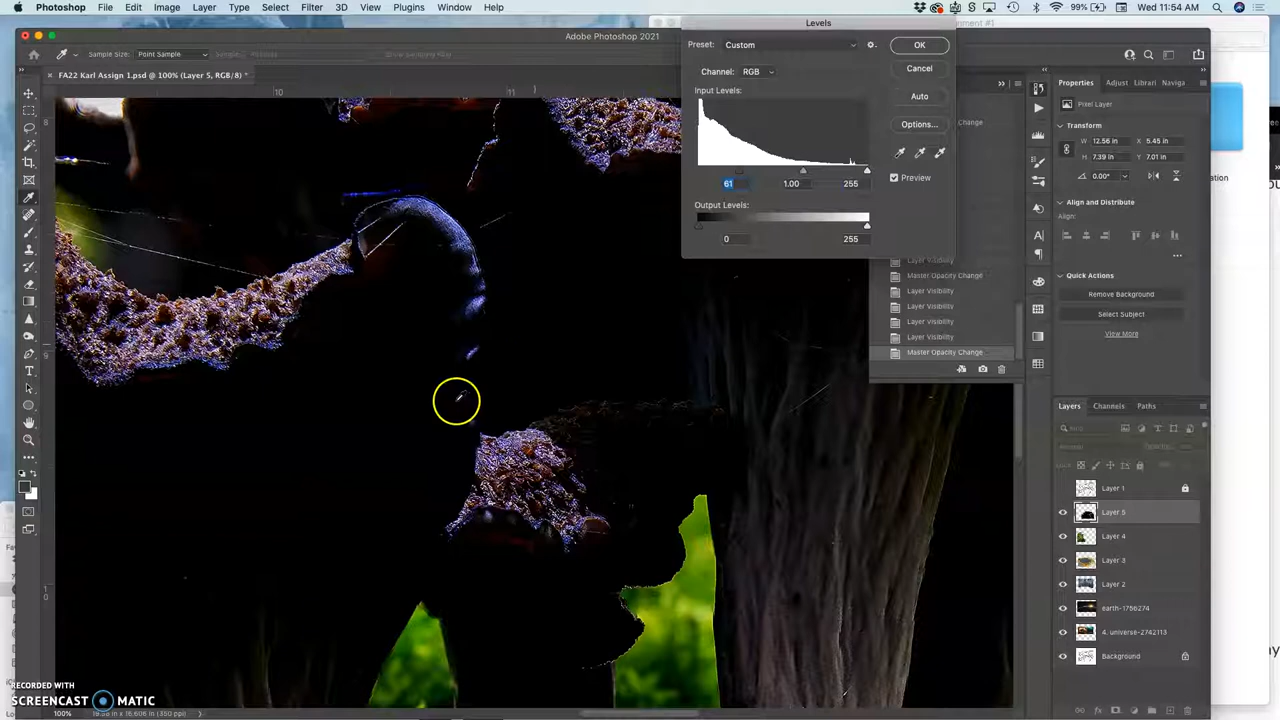 Photoshop File Edit Image Layer Type Select Filter 3D View Plugins Window Help 99% Wed 11:54 AM
Levels
Adobe Photoshop 2021
Preset: Custom OK
Sample Size: Point Sample
Channel: RGB Cancel
FA22 Karl Assign 1.psd @ 100% (Layer 5, RGB/8) *
Input Levels:
Auto
Options...
61 1.00 255
Preview
Output Levels:
0 255
10 11
8
9
1
0
Layer Visibility
Master Opacity Change
Layer Visibility
Layer Visibility
Layer Visibility
Layer Visibility
Master Opacity Change
Properties Adjust Librari Naviga
Pixel Layer
Transform
W: 12.56 in X: 5.45 in
H: 7.39 in Y: 7.01 in
0.00°
Align and Distribute
Align:
Quick Actions
Remove Background
Select Subject
View More
Layers Channels Paths
Layer 1
Layer 5
Layer 4
Layer 3
Layer 2
earth-1756274
4. universe-2742113
Background
RECORDED WITH
SCREENCAST MATIC
100%